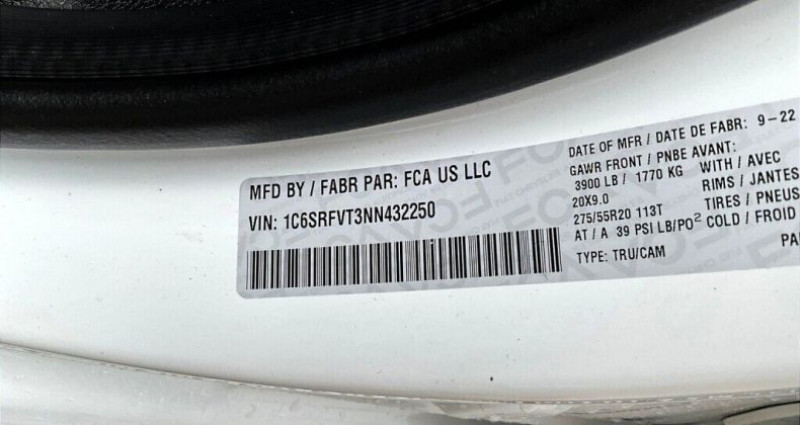 MFD BY / FABR PAR: FCA US LLC
VIN: 1C6SRFVT3NN432250
DATE OF MFR / DATE DE FABR: 9-22
GAWR FRONT / PNBE AVANT:
3900 LB / 1770 KG WITH / AVEC
20X9.0 RIMS / JANTES
275/55R20 113T TIRES / PNEUS
AT / A 39 PSI LB/PO² COLD / FROID
TYPE: TRU/CAM